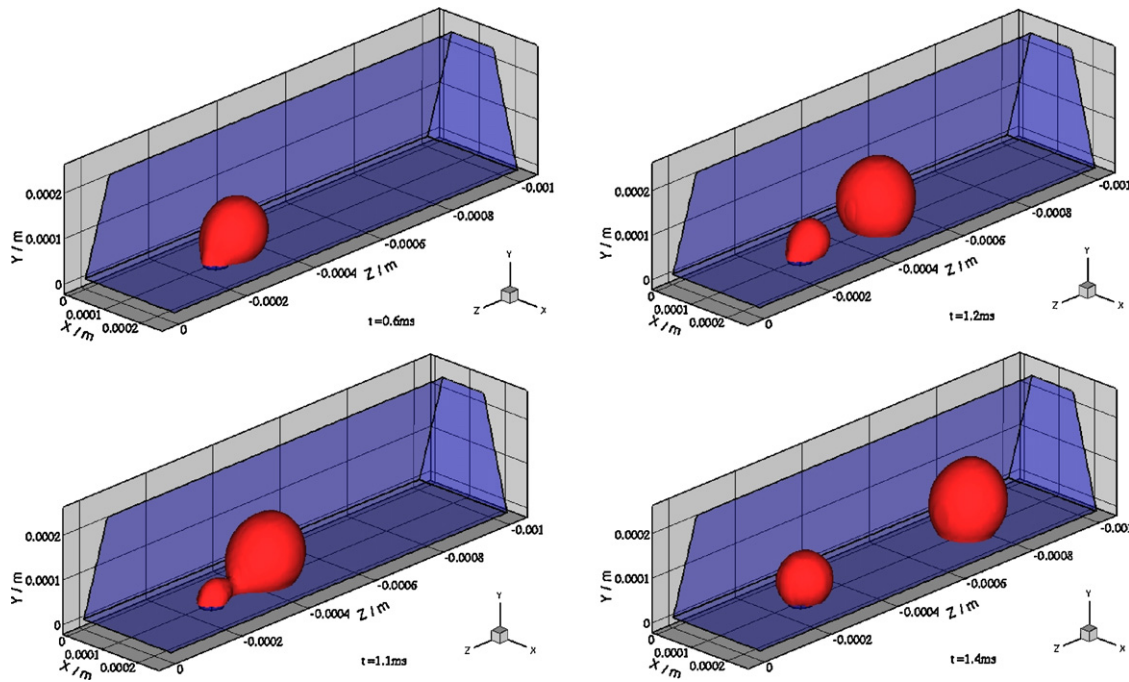 0.0002
0.0001
0
Y / m
0
0.0001
0.0002
X / m
0
-0.0002
-0.0004
-0.0006
-0.0008
-0.001
Z / m
t=0.6ms
Y
Z
X
0.0002
0.0001
0
Y / m
0
0.0001
0.0002
X / m
0
-0.0002
-0.0004
-0.0006
-0.0008
-0.001
Z / m
t=1.2ms
Y
Z
X
0.0002
0.0001
0
Y / m
0
0.0001
0.0002
X / m
0
-0.0002
-0.0004
-0.0006
-0.0008
-0.001
Z / m
t=1.1ms
Y
Z
X
0.0002
0.0001
0
Y / m
0
0.0001
0.0002
X / m
0
-0.0002
-0.0004
-0.0006
-0.0008
-0.001
Z / m
t=1.4ms
Y
Z
X